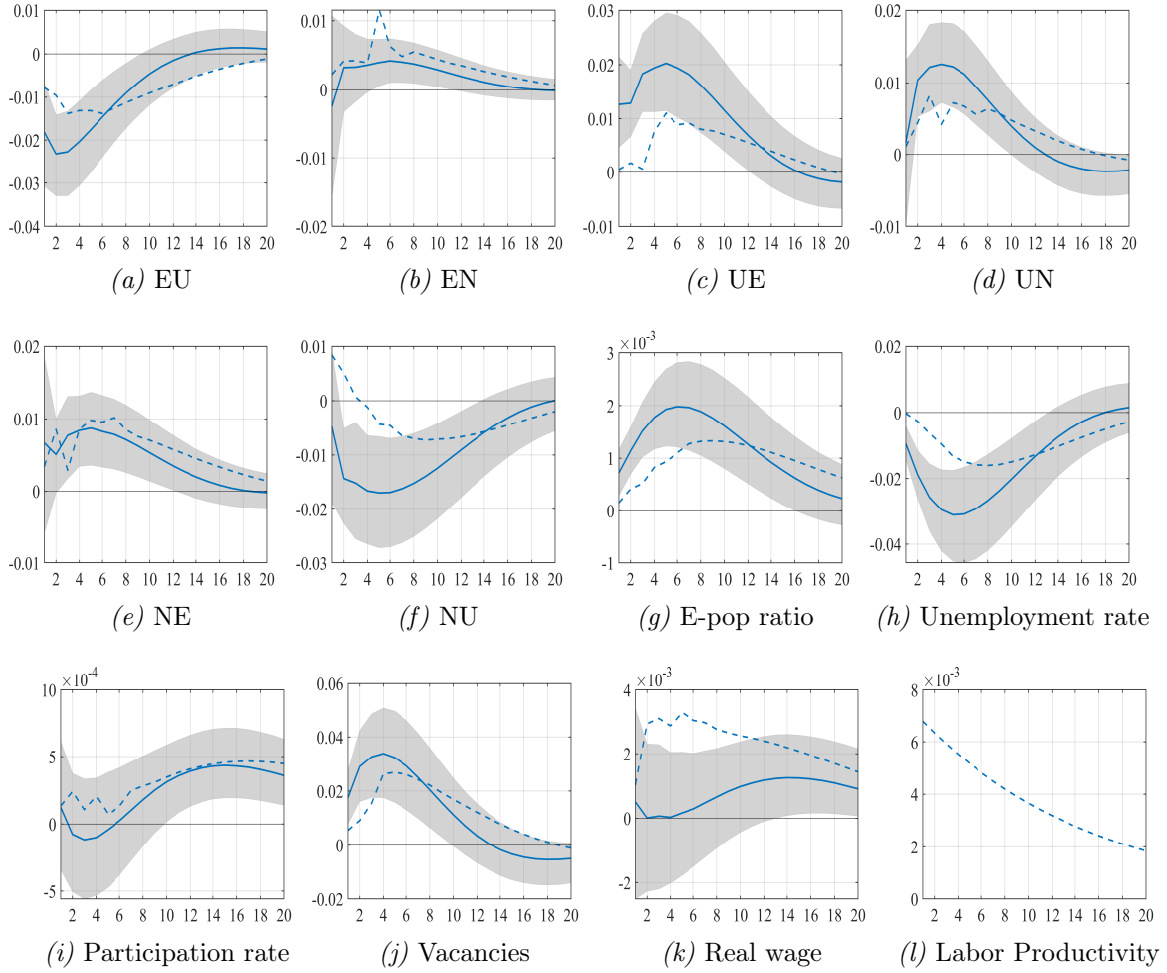 0.01
0
-0.01
-0.02
-0.03
-0.04
2 4 6 8 10 12 14 16 18 20
(a) EU
0.01
0
-0.01
-0.02
2 4 6 8 10 12 14 16 18 20
(b) EN
0.03
0.02
0.01
0
-0.01
2 4 6 8 10 12 14 16 18 20
(c) UE
0.02
0.01
0
-0.01
2 4 6 8 10 12 14 16 18 20
(d) UN
0.02
0.01
0
-0.01
2 4 6 8 10 12 14 16 18 20
(e) NE
0.01
0
-0.01
-0.02
-0.03
2 4 6 8 10 12 14 16 18 20
(f) NU
×10⁻³
3
2
1
0
-1
2 4 6 8 10 12 14 16 18 20
(g) E-pop ratio
0.02
0
-0.02
-0.04
2 4 6 8 10 12 14 16 18 20
(h) Unemployment rate
×10⁻⁴
10
5
0
-5
2 4 6 8 10 12 14 16 18 20
(i) Participation rate
0.06
0.04
0.02
0
-0.02
2 4 6 8 10 12 14 16 18 20
(j) Vacancies
×10⁻³
4
2
0
-2
2 4 6 8 10 12 14 16 18 20
(k) Real wage
×10⁻³
8
6
4
2
0
2 4 6 8 10 12 14 16 18 20
(l) Labor Productivity